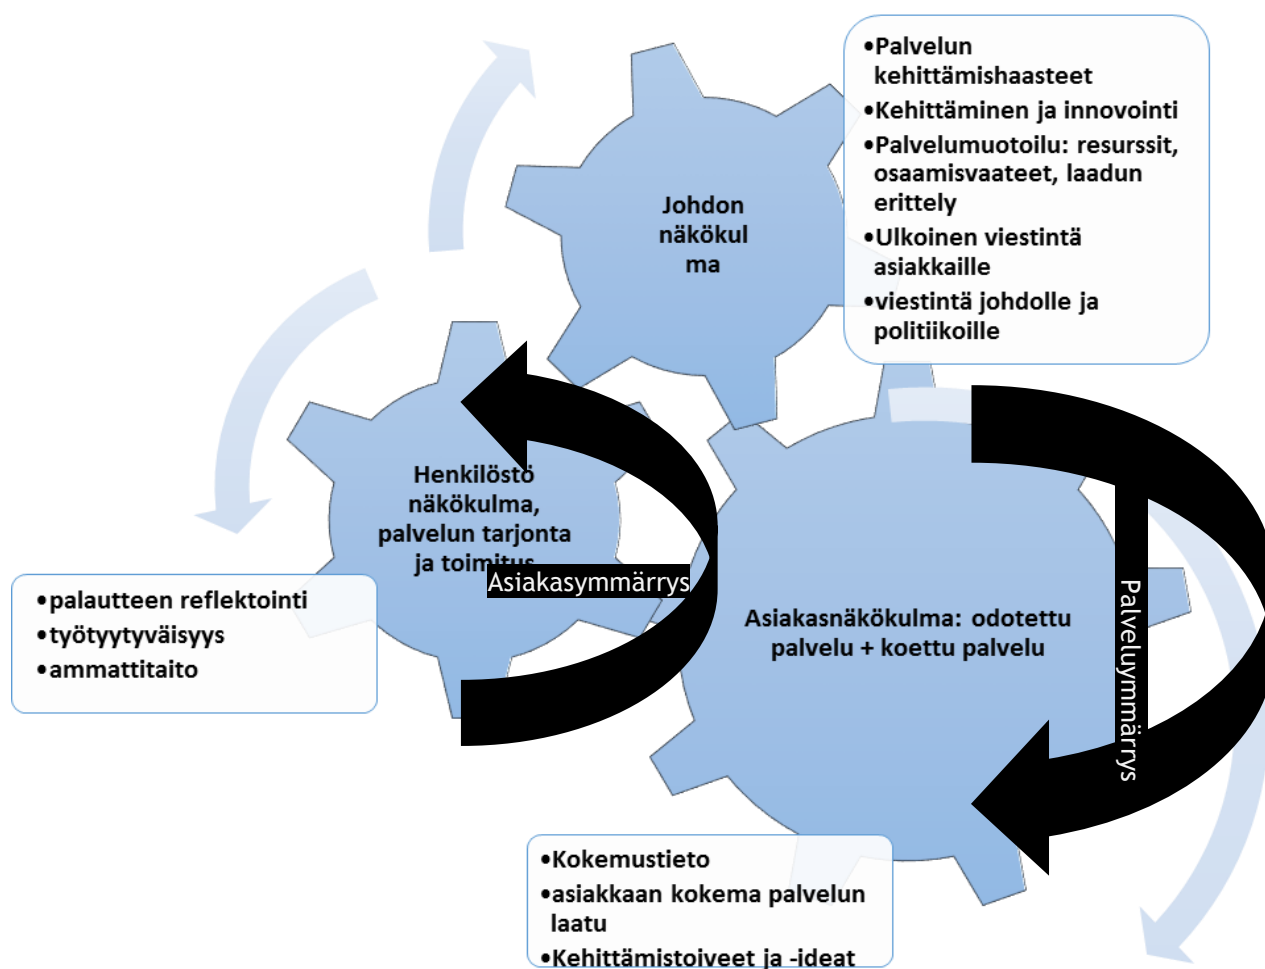 Johdon
näkökul
ma
•Palvelun
kehittämishaasteet
•Kehittäminen ja innovointi
•Palvelumuotoilu: resurssit,
osaamisvaateet, laadun
erittely
•Ulkoinen viestintä
asiakkaille
•viestintä johdolle ja
politiikoille
Henkilöstö
näkökulma,
palvelun tarjonta
ja toimitus
Asiakasymmärrys
•palautteen reflektointi
•työtyytyväisyys
•ammattitaito
Asiakasnäkökulma: odotettu
palvelu + koettu palvelu
Palveluymmärrys
•Kokemustieto
•asiakkaan kokema palvelun
laatu
•Kehittämistoiveet ja -ideat